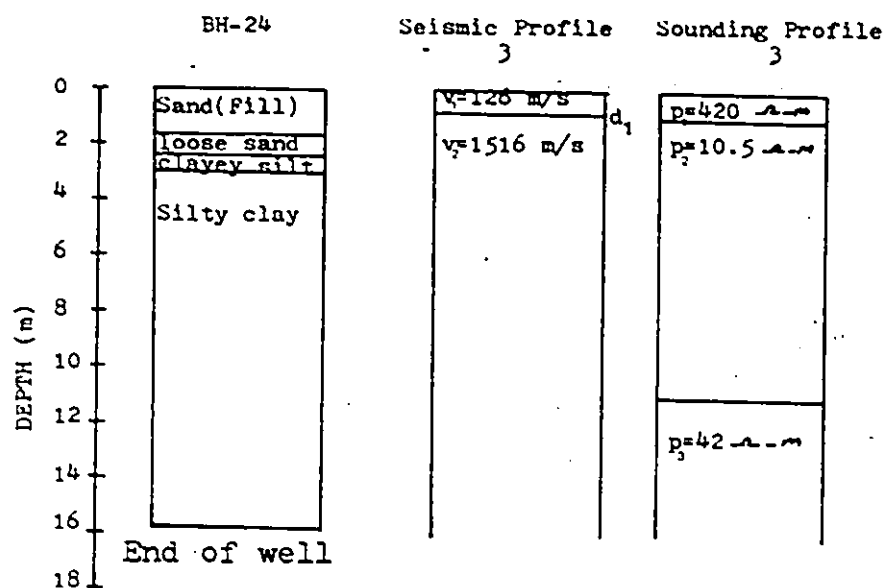 BH-24
Seismic Profile
3
Sounding Profile
3
DEPTH (m)
0
2
4
6
8
10
12
14
16
18
Sand(Fill)
loose sand
clayey silt
Silty clay
End of well
v₁=126 m/s
d₁
v₂=1516 m/s
p₁=420 Ω-m
p₂=10.5 Ω-m
p₃=42 Ω-m